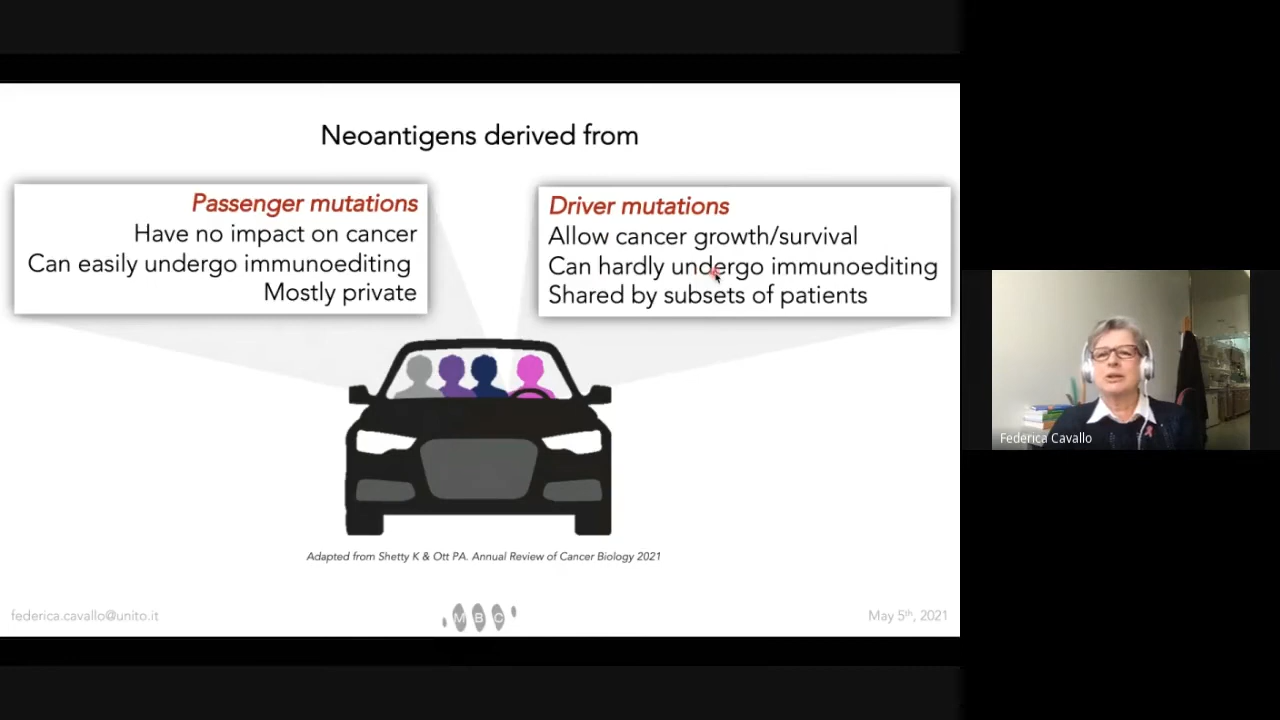 Neoantigens derived from
Passenger mutations
Have no impact on cancer
Can easily undergo immunoediting
Mostly private
Driver mutations
Allow cancer growth/survival
Can hardly undergo immunoediting
Shared by subsets of patients
Adapted from Shetty K & Ott PA. Annual Review of Cancer Biology 2021
federica.cavallo@unito.it
MBC
May 5th, 2021
Federica Cavallo